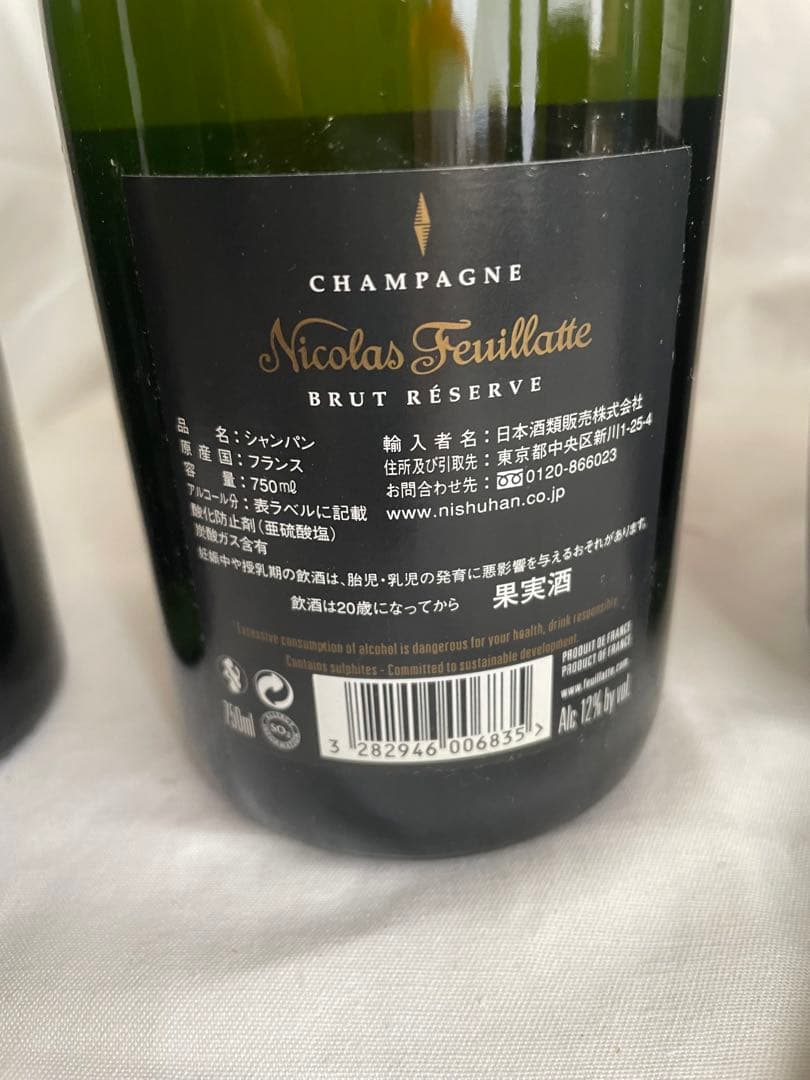 CHAMPAGNE
Nicolas Feuillatte
BRUT RÉSERVE
品名:シャンパン
原産国:フランス
容量:750mℓ
アルコール分:表ラベルに記載
酸化防止剤(亜硫酸塩)
炭酸ガス含有
輸入者名:日本酒類販売株式会社
住所及び引取先:東京都中央区新川1-25-4
お問合わせ先:0120-866023
www.nishuhan.co.jp
妊娠中や授乳期の飲酒は、胎児・乳児の発育に悪影響を与えるおそれがあります。
飲酒は20歳になってから 果実酒
Excessive consumption of alcohol is dangerous for your health, drink responsible.
Contains sulphites - Committed to sustainable development.
PRODUIT DE FRANCE
PRODUCT OF FRANCE
www.feuillatte.com
750ml
SO₂
3 282946 006835 >
Alc 12% by vol.